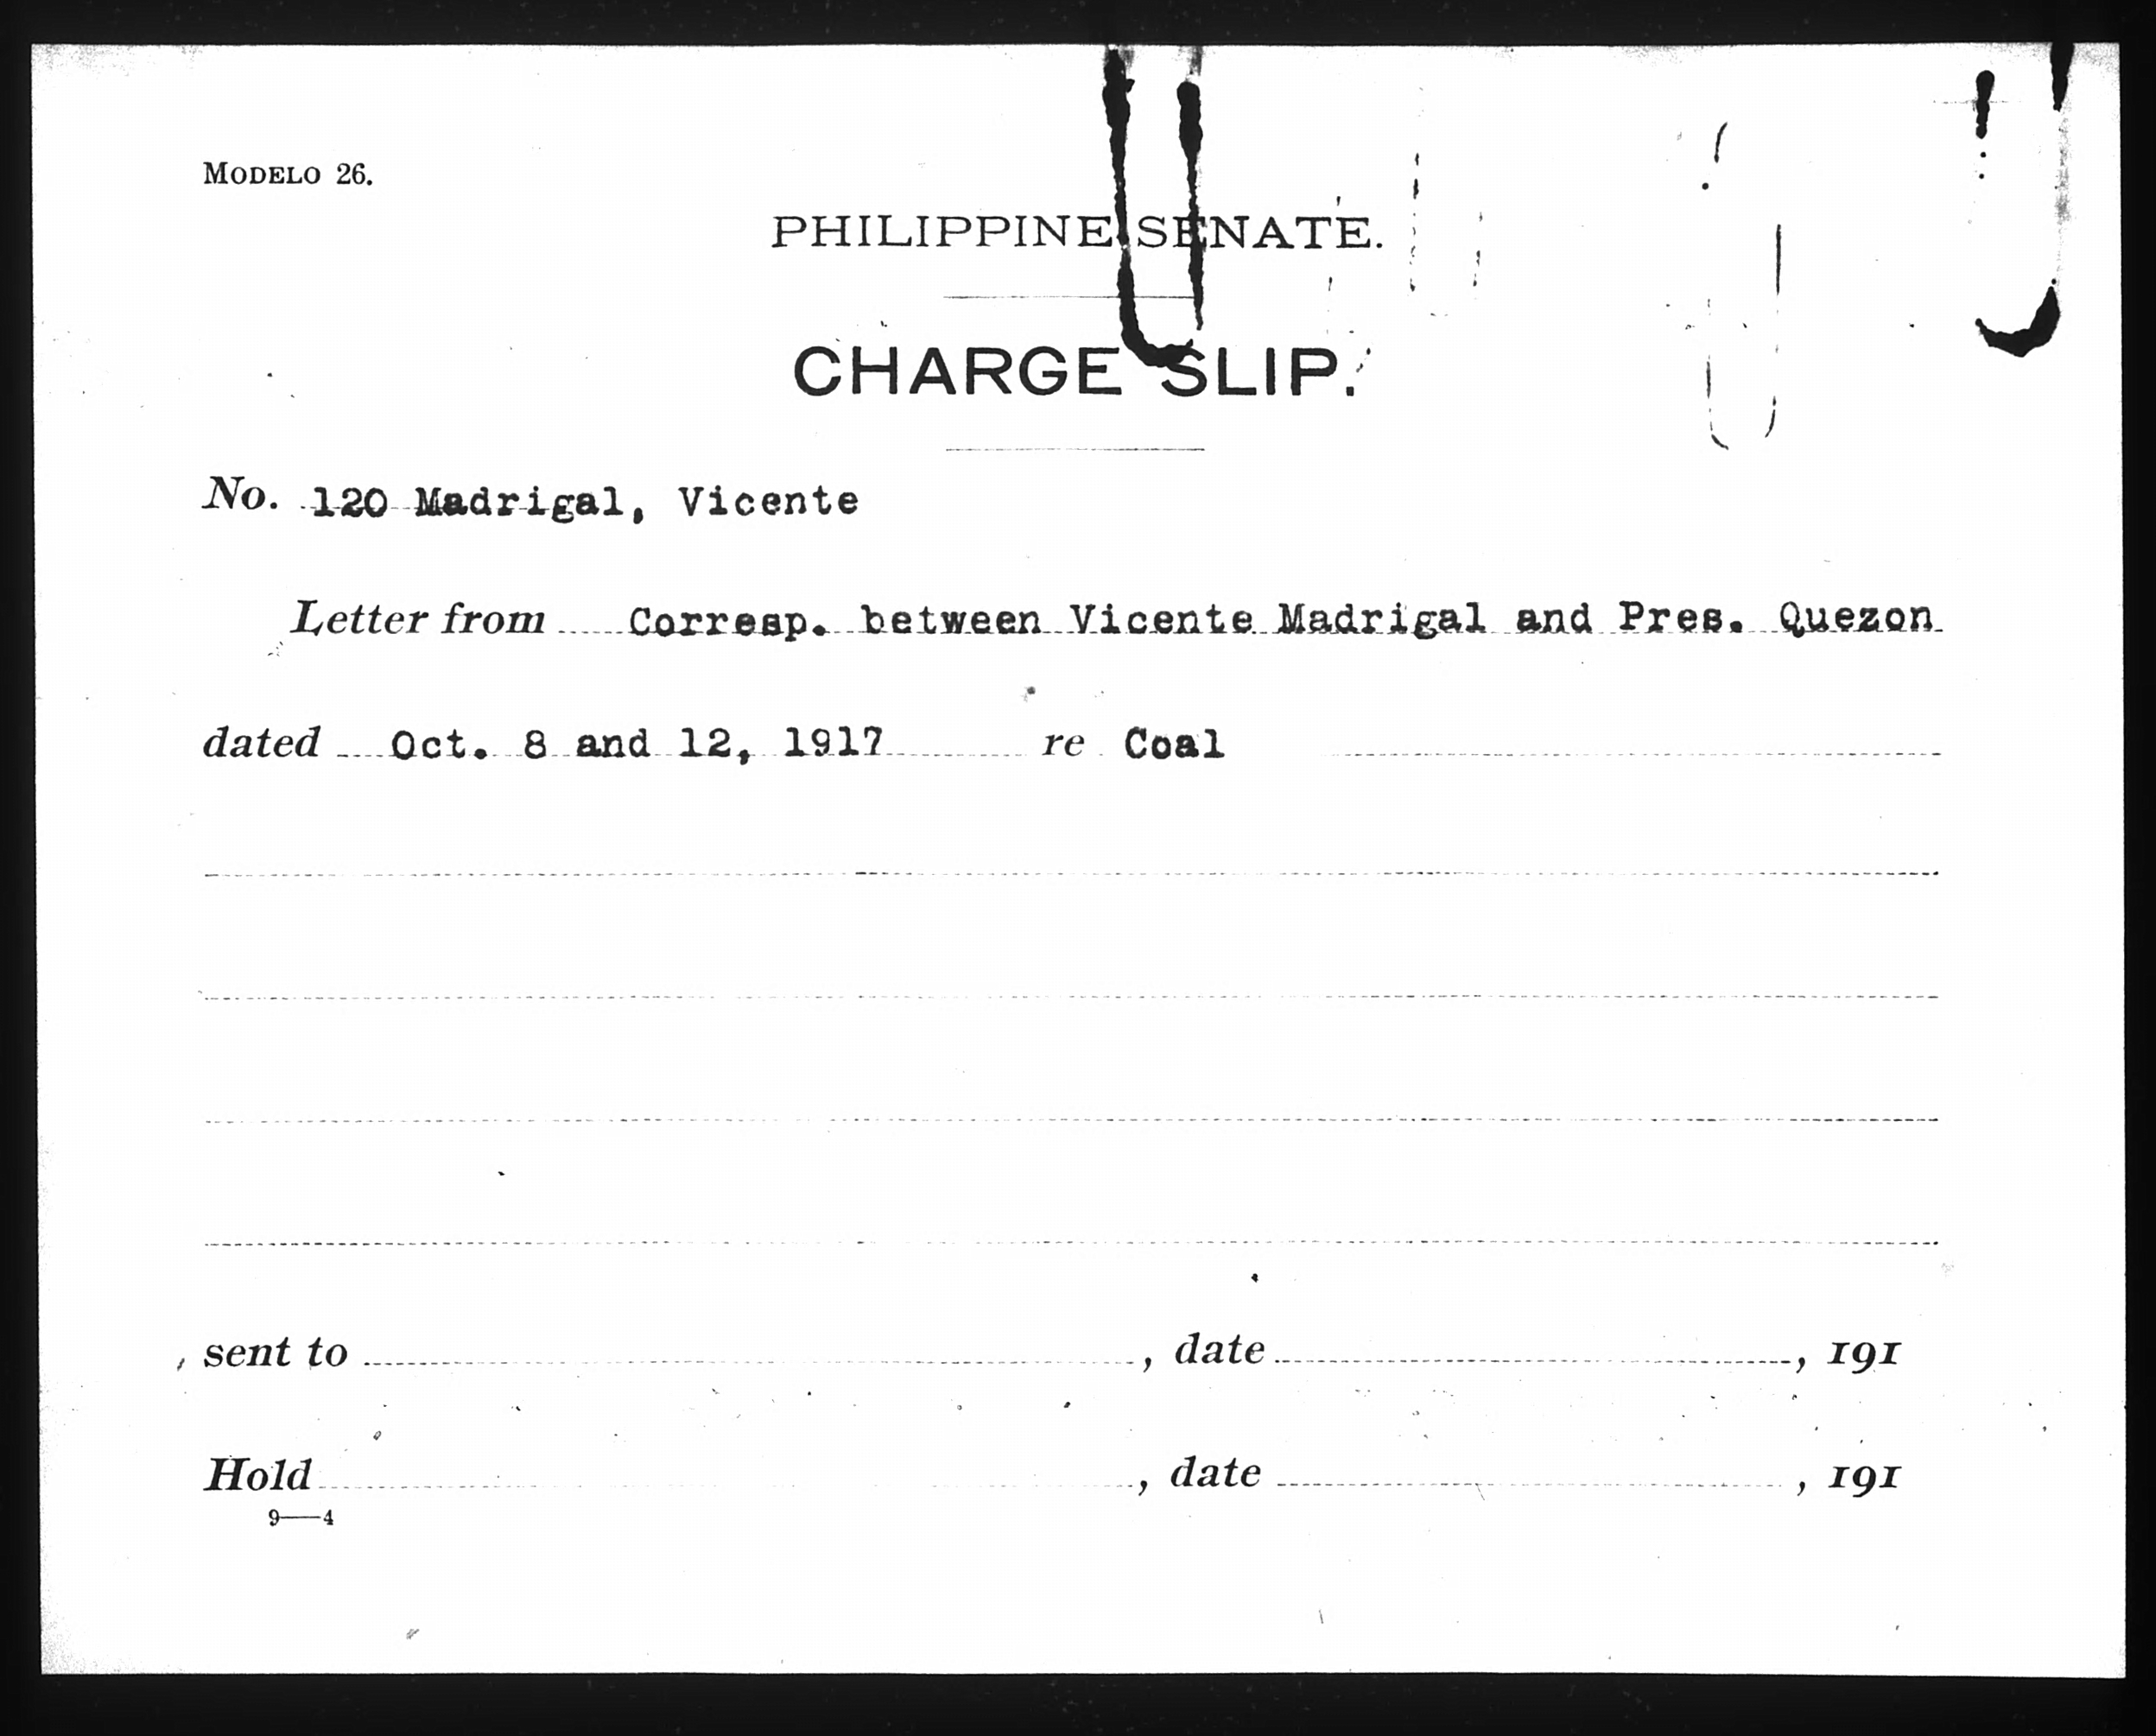 MODELO 26.
PHILIPPINE SENATE.
CHARGE SLIP.
No. 120 Madrigal, Vicente
Letter from Corresp. between Vicente Madrigal and Pres. Quezon
dated Oct. 8 and 12, 1917 re Coal
sent to , date , 191
Hold , date , 191
9—4